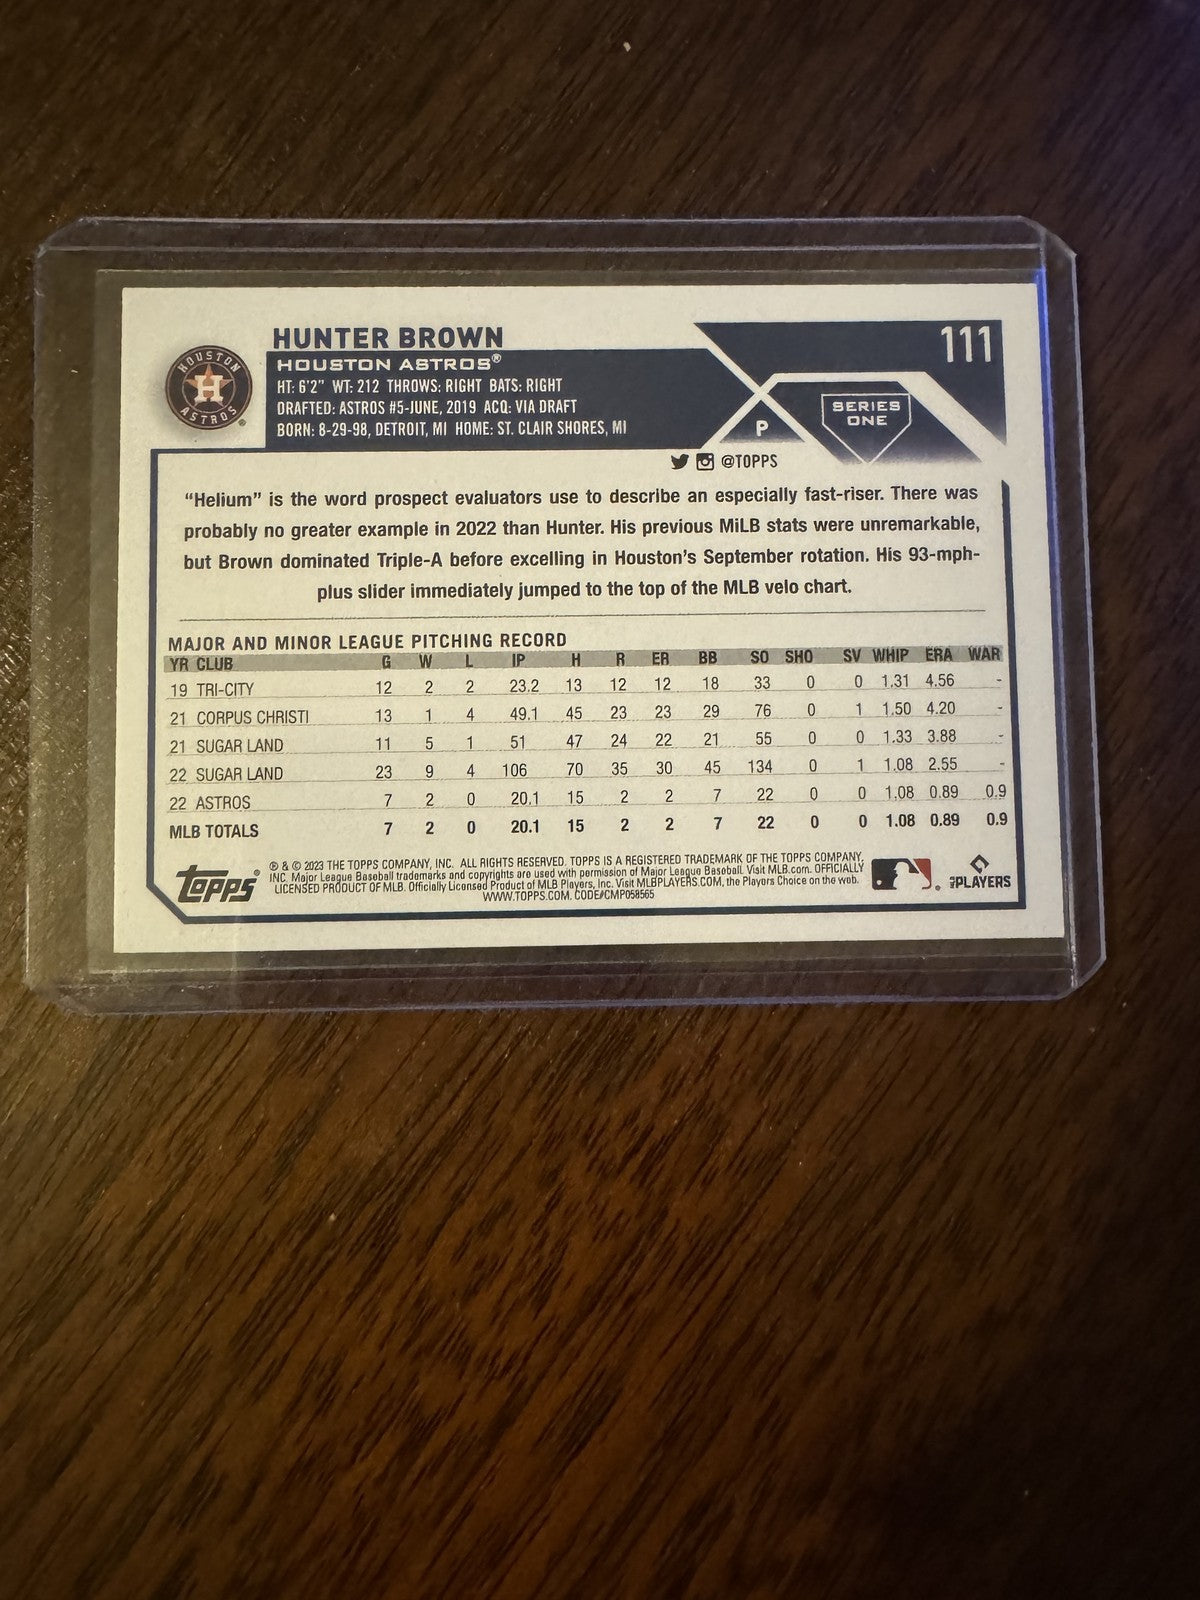 HUNTER BROWN
111
HOUSTON ASTROS®
HOUSTON
H
ASTROS
HT: 6'2" WT: 212 THROWS: RIGHT BATS: RIGHT
DRAFTED: ASTROS #5-JUNE, 2019 ACQ: VIA DRAFT
BORN: 8-29-98, DETROIT, MI HOME: ST. CLAIR SHORES, MI
P
SERIES
ONE
@TOPPS
“Helium” is the word prospect evaluators use to describe an especially fast-riser. There was
probably no greater example in 2022 than Hunter. His previous MiLB stats were unremarkable,
but Brown dominated Triple-A before excelling in Houston’s September rotation. His 93-mph-
plus slider immediately jumped to the top of the MLB velo chart.
MAJOR AND MINOR LEAGUE PITCHING RECORD
YR CLUB G W L IP H R ER BB SO SHO SV WHIP ERA WAR
19 TRI-CITY 12 2 2 23.2 13 12 12 18 33 0 0 1.31 4.56 -
21 CORPUS CHRISTI 13 1 4 49.1 45 23 23 29 76 0 1 1.50 4.20 -
21 SUGAR LAND 11 5 1 51 47 24 22 21 55 0 0 1.33 3.88 -
22 SUGAR LAND 23 9 4 106 70 35 30 45 134 0 1 1.08 2.55 -
22 ASTROS 7 2 0 20.1 15 2 2 7 22 0 0 1.08 0.89 0.9
MLB TOTALS 7 2 0 20.1 15 2 2 7 22 0 0 1.08 0.89 0.9
topps®
® & © 2023 THE TOPPS COMPANY, INC. ALL RIGHTS RESERVED. TOPPS IS A REGISTERED TRADEMARK OF THE TOPPS COMPANY,
INC. Major League Baseball trademarks and copyrights are used with permission of Major League Baseball. Visit MLB.com. OFFICIALLY
LICENSED PRODUCT OF MLB. Officially Licensed Product of MLB Players, Inc. Visit MLBPLAYERS.COM, the Players Choice on the web.
WWW.TOPPS.COM. CODE#CMP058565
PLAYERS